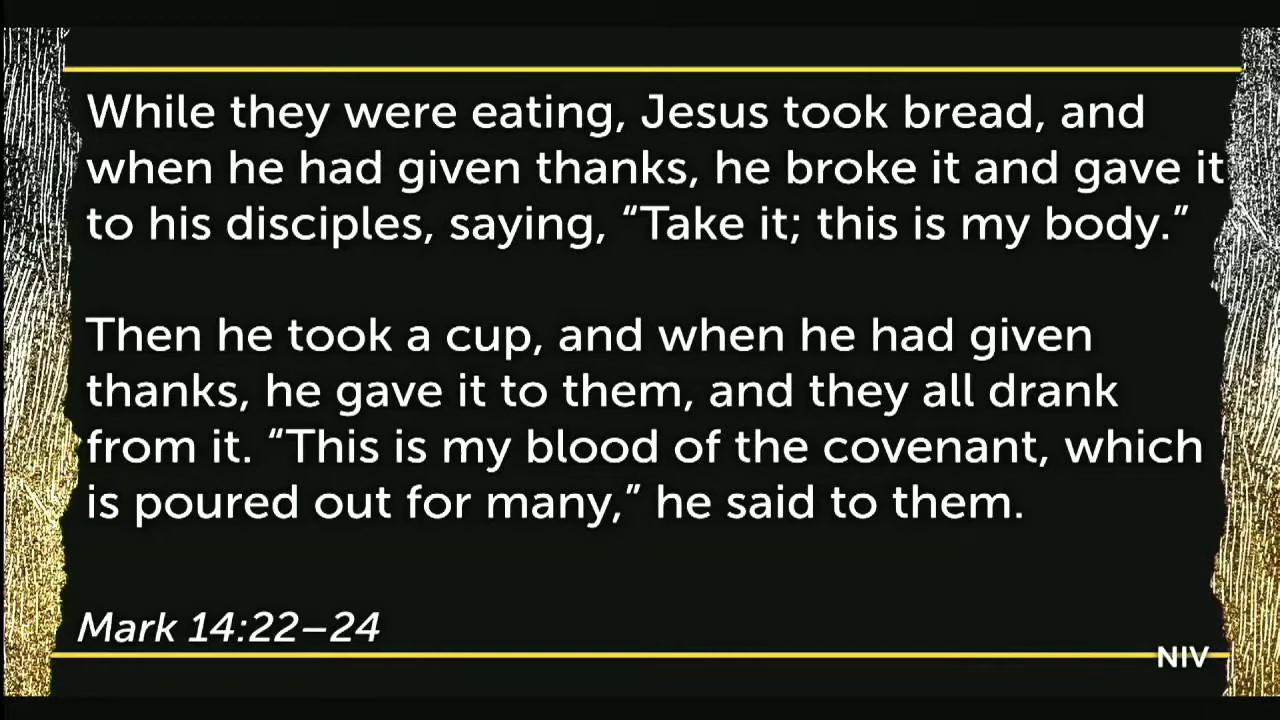 While they were eating, Jesus took bread, and
when he had given thanks, he broke it and gave it
to his disciples, saying, “Take it; this is my body.”
Then he took a cup, and when he had given
thanks, he gave it to them, and they all drank
from it. “This is my blood of the covenant, which
is poured out for many,” he said to them.
Mark 14:22–24
NIV